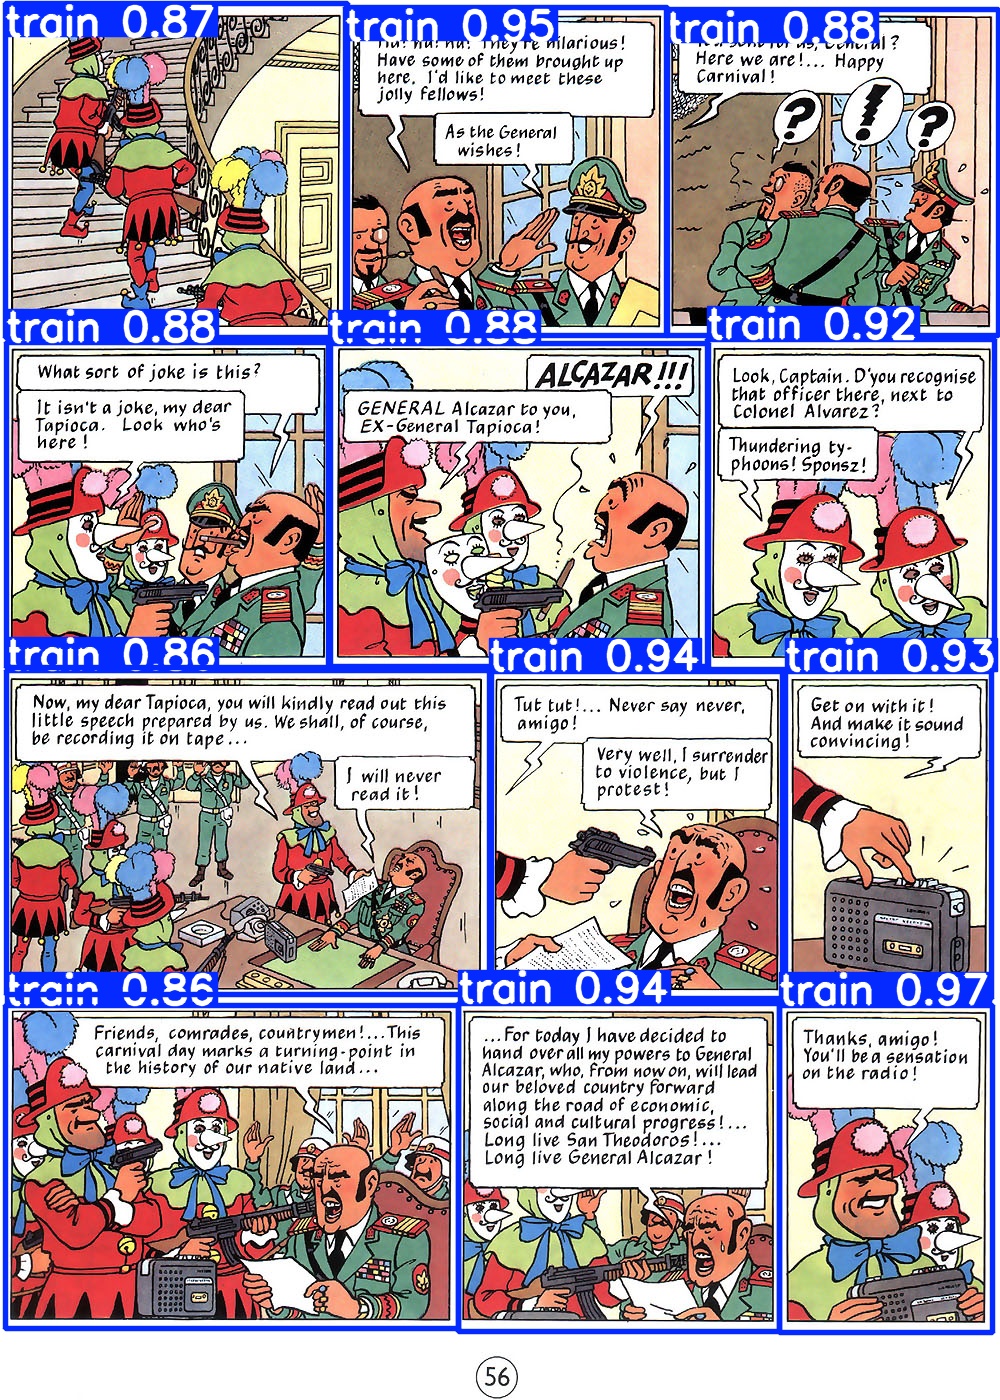 train 0.87
train 0.95
train 0.88
Ha! ha! ha! They're hilarious!
Have some of them brought up
here. I'd like to meet these
jolly fellows!
As the General
wishes!
for us, General?
Here we are!... Happy
Carnival!
?
!
?
train 0.88
train 0.88
train 0.92
What sort of joke is this?
It isn't a joke, my dear
Tapioca. Look who's
here!
ALCAZAR!!!
GENERAL Alcazar to you,
EX-General Tapioca!
Look, Captain. D'you recognise
that officer there, next to
Colonel Alvarez?
Thundering ty-
phoons! Sponsz!
train 0.86
train 0.94
train 0.93
Now, my dear Tapioca, you will kindly read out this
little speech prepared by us. We shall, of course,
be recording it on tape...
I will never
read it!
Tut tut!... Never say never,
amigo!
Very well, I surrender
to violence, but I
protest!
Get on with it!
And make it sound
convincing!
train 0.86
train 0.94
train 0.97
Friends, comrades, countrymen!...This
carnival day marks a turning-point in
the history of our native land...
...For today I have decided to
hand over all my powers to General
Alcazar, who, from now on, will lead
our beloved country forward
along the road of economic,
social and cultural progress!...
Long live San Theodoros!...
Long live General Alcazar!
Thanks, amigo!
You'll be a sensation
on the radio!
56